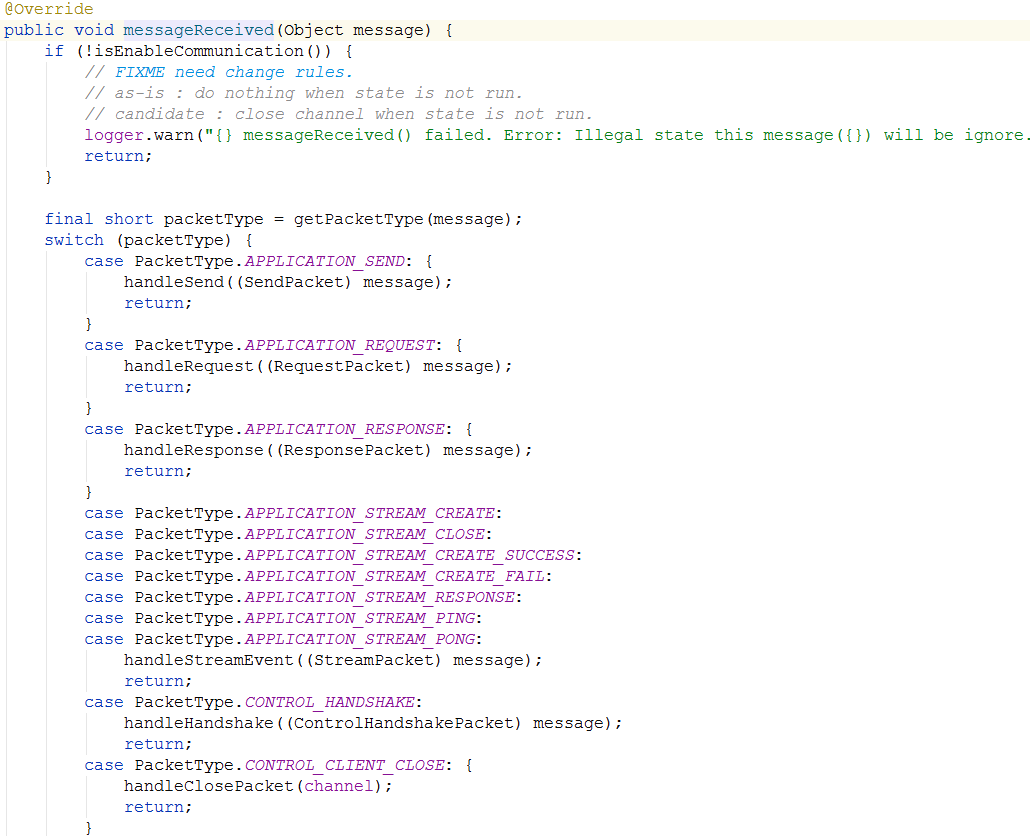 @Override
public void messageReceived(Object message) {
    if (!isEnableCommunication()) {
        // FIXME need change rules.
        // as-is : do nothing when state is not run.
        // candidate : close channel when state is not run.
        logger.warn("{} messageReceived() failed. Error: Illegal state this message({}) will be ignore.
        return;
    }

    final short packetType = getPacketType(message);
    switch (packetType) {
        case PacketType.APPLICATION_SEND: {
            handleSend((SendPacket) message);
            return;
        }
        case PacketType.APPLICATION_REQUEST: {
            handleRequest((RequestPacket) message);
            return;
        }
        case PacketType.APPLICATION_RESPONSE: {
            handleResponse((ResponsePacket) message);
            return;
        }
        case PacketType.APPLICATION_STREAM_CREATE:
        case PacketType.APPLICATION_STREAM_CLOSE:
        case PacketType.APPLICATION_STREAM_CREATE_SUCCESS:
        case PacketType.APPLICATION_STREAM_CREATE_FAIL:
        case PacketType.APPLICATION_STREAM_RESPONSE:
        case PacketType.APPLICATION_STREAM_PING:
        case PacketType.APPLICATION_STREAM_PONG:
            handleStreamEvent((StreamPacket) message);
            return;
        case PacketType.CONTROL_HANDSHAKE:
            handleHandshake((ControlHandshakePacket) message);
            return;
        case PacketType.CONTROL_CLIENT_CLOSE: {
            handleClosePacket(channel);
            return;
        }